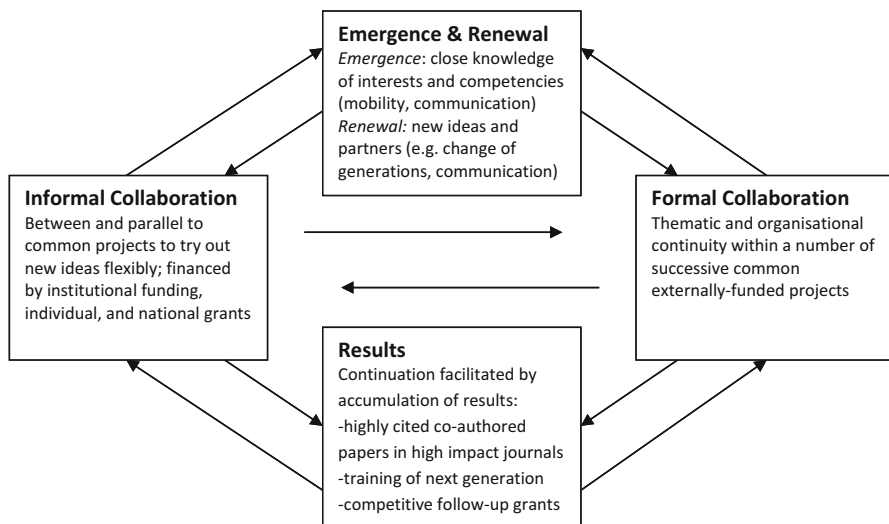 Emergence & Renewal
Emergence: close knowledge
of interests and competencies
(mobility, communication)
Renewal: new ideas and
partners (e.g. change of
generations, communication)
Informal Collaboration
Between and parallel to
common projects to try out
new ideas flexibly; financed
by institutional funding,
individual, and national grants
Formal Collaboration
Thematic and organisational
continuity within a number of
successive common
externally-funded projects
Results
Continuation facilitated by
accumulation of results:
-highly cited co-authored
papers in high impact journals
-training of next generation
-competitive follow-up grants